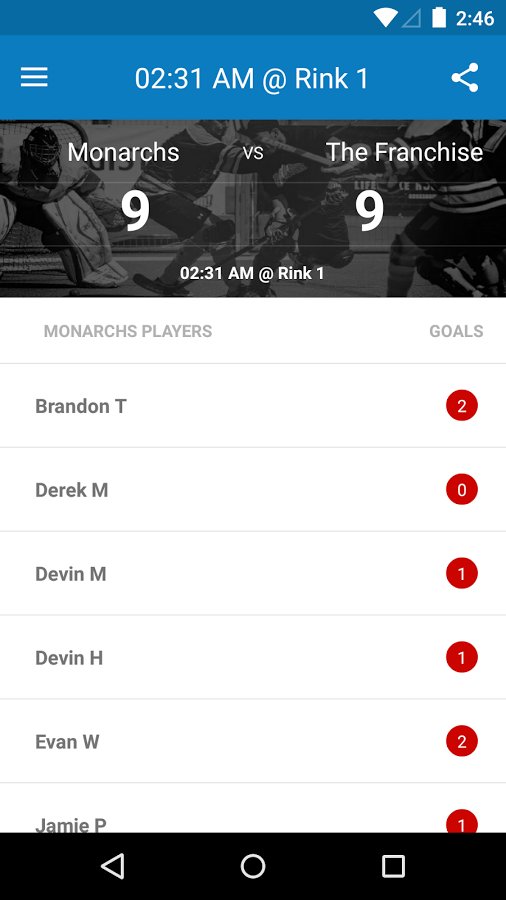 2:46
02:31 AM @ Rink 1
Monarchs vs The Franchise
9 9
02:31 AM @ Rink 1
MONARCHS PLAYERS GOALS
Brandon T 2
Derek M 0
Devin M 1
Devin H 1
Evan W 2
Jamie P 1